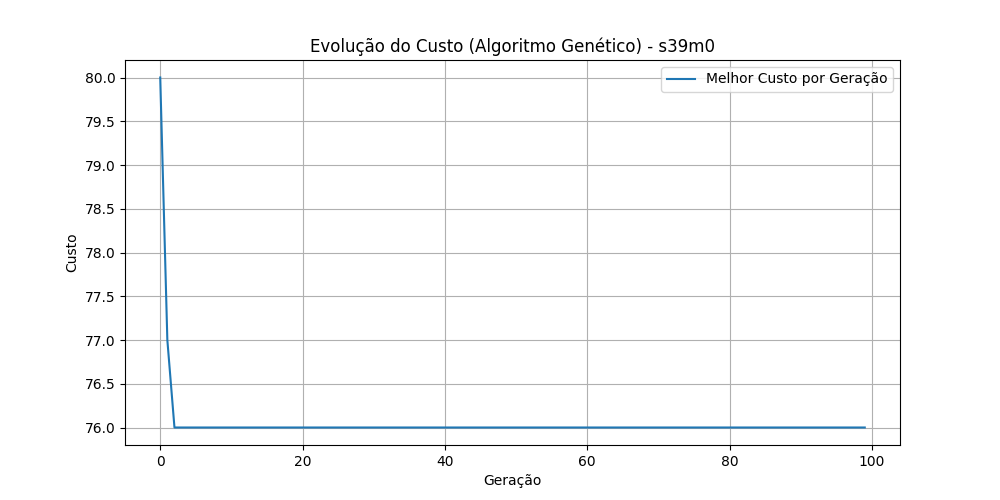 Evolução do Custo (Algoritmo Genético) - s39m0
Melhor Custo por Geração
80.0
79.5
79.0
78.5
78.0
77.5
77.0
76.5
76.0
Custo
0 20 40 60 80 100
Geração